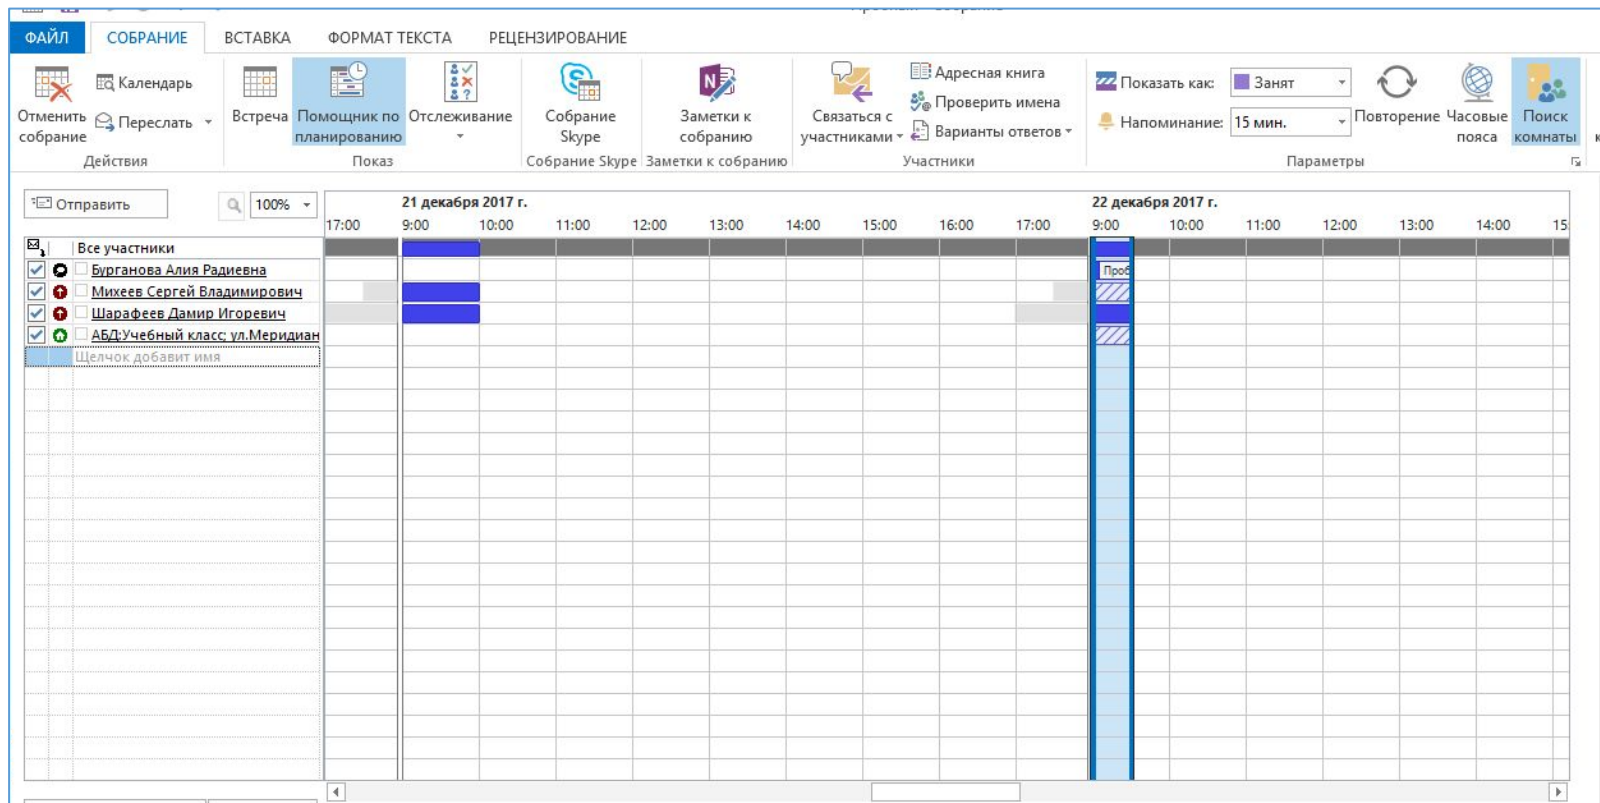 ФАЙЛ СОБРАНИЕ ВСТАВКА ФОРМАТ ТЕКСТА РЕЦЕНЗИРОВАНИЕ
Отменить собрание
Календарь
Переслать
Действия
Встреча
Помощник по планированию
Отслеживание
Показ
Собрание Skype
Собрание Skype
Заметки к собранию
Заметки к собранию
Связаться с участниками
Адресная книга
Проверить имена
Варианты ответов
Участники
Показать как: Занят
Напоминание: 15 мин.
Повторение
Часовые пояса
Поиск комнаты
Параметры
Отправить 100%
21 декабря 2017 г. 22 декабря 2017 г.
17:00 9:00 10:00 11:00 12:00 13:00 14:00 15:00 16:00 17:00 9:00 10:00 11:00 12:00 13:00 14:00 15:
Все участники
Бурганова Алия Радиевна Проб
Михеев Сергей Владимирович
Шарафеев Дамир Игоревич
АБД:Учебный класс; ул.Меридиан
Щелчок добавит имя